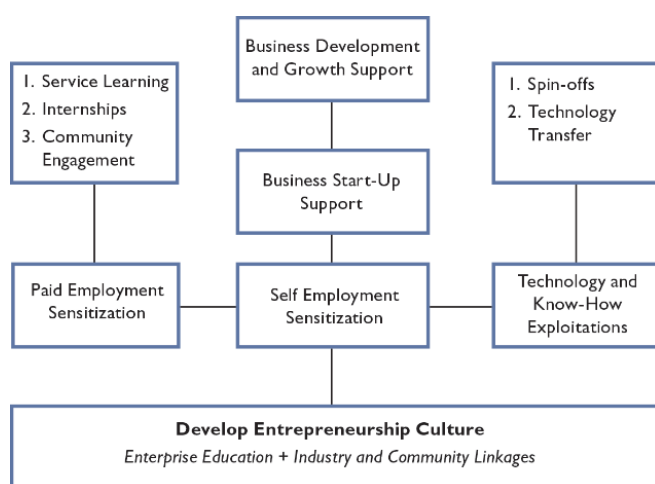 Business Development
and Growth Support
1. Service Learning
2. Internships
3. Community
Engagement
1. Spin-offs
2. Technology
Transfer
Business Start-Up
Support
Paid Employment
Sensitization
Self Employment
Sensitization
Technology and
Know-How
Exploitations
Develop Entrepreneurship Culture
Enterprise Education + Industry and Community Linkages